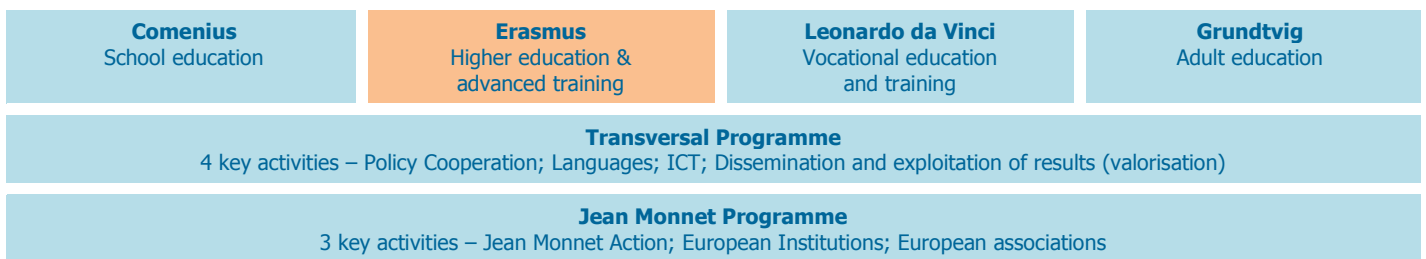 Comenius
School education
Erasmus
Higher education &
advanced training
Leonardo da Vinci
Vocational education
and training
Grundtvig
Adult education
Transversal Programme
4 key activities – Policy Cooperation; Languages; ICT; Dissemination and exploitation of results (valorisation)
Jean Monnet Programme
3 key activities – Jean Monnet Action; European Institutions; European associations